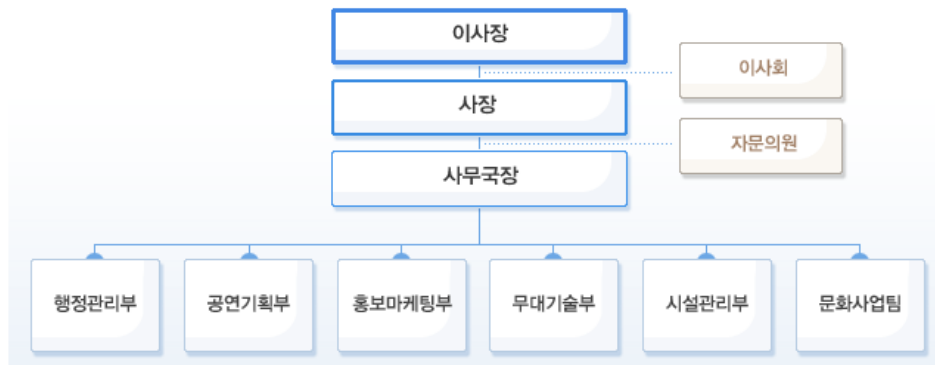 이사장
이사회
사장
자문의원
사무국장
행정관리부
공연기획부
홍보마케팅부
무대기술부
시설관리부
문화사업팀